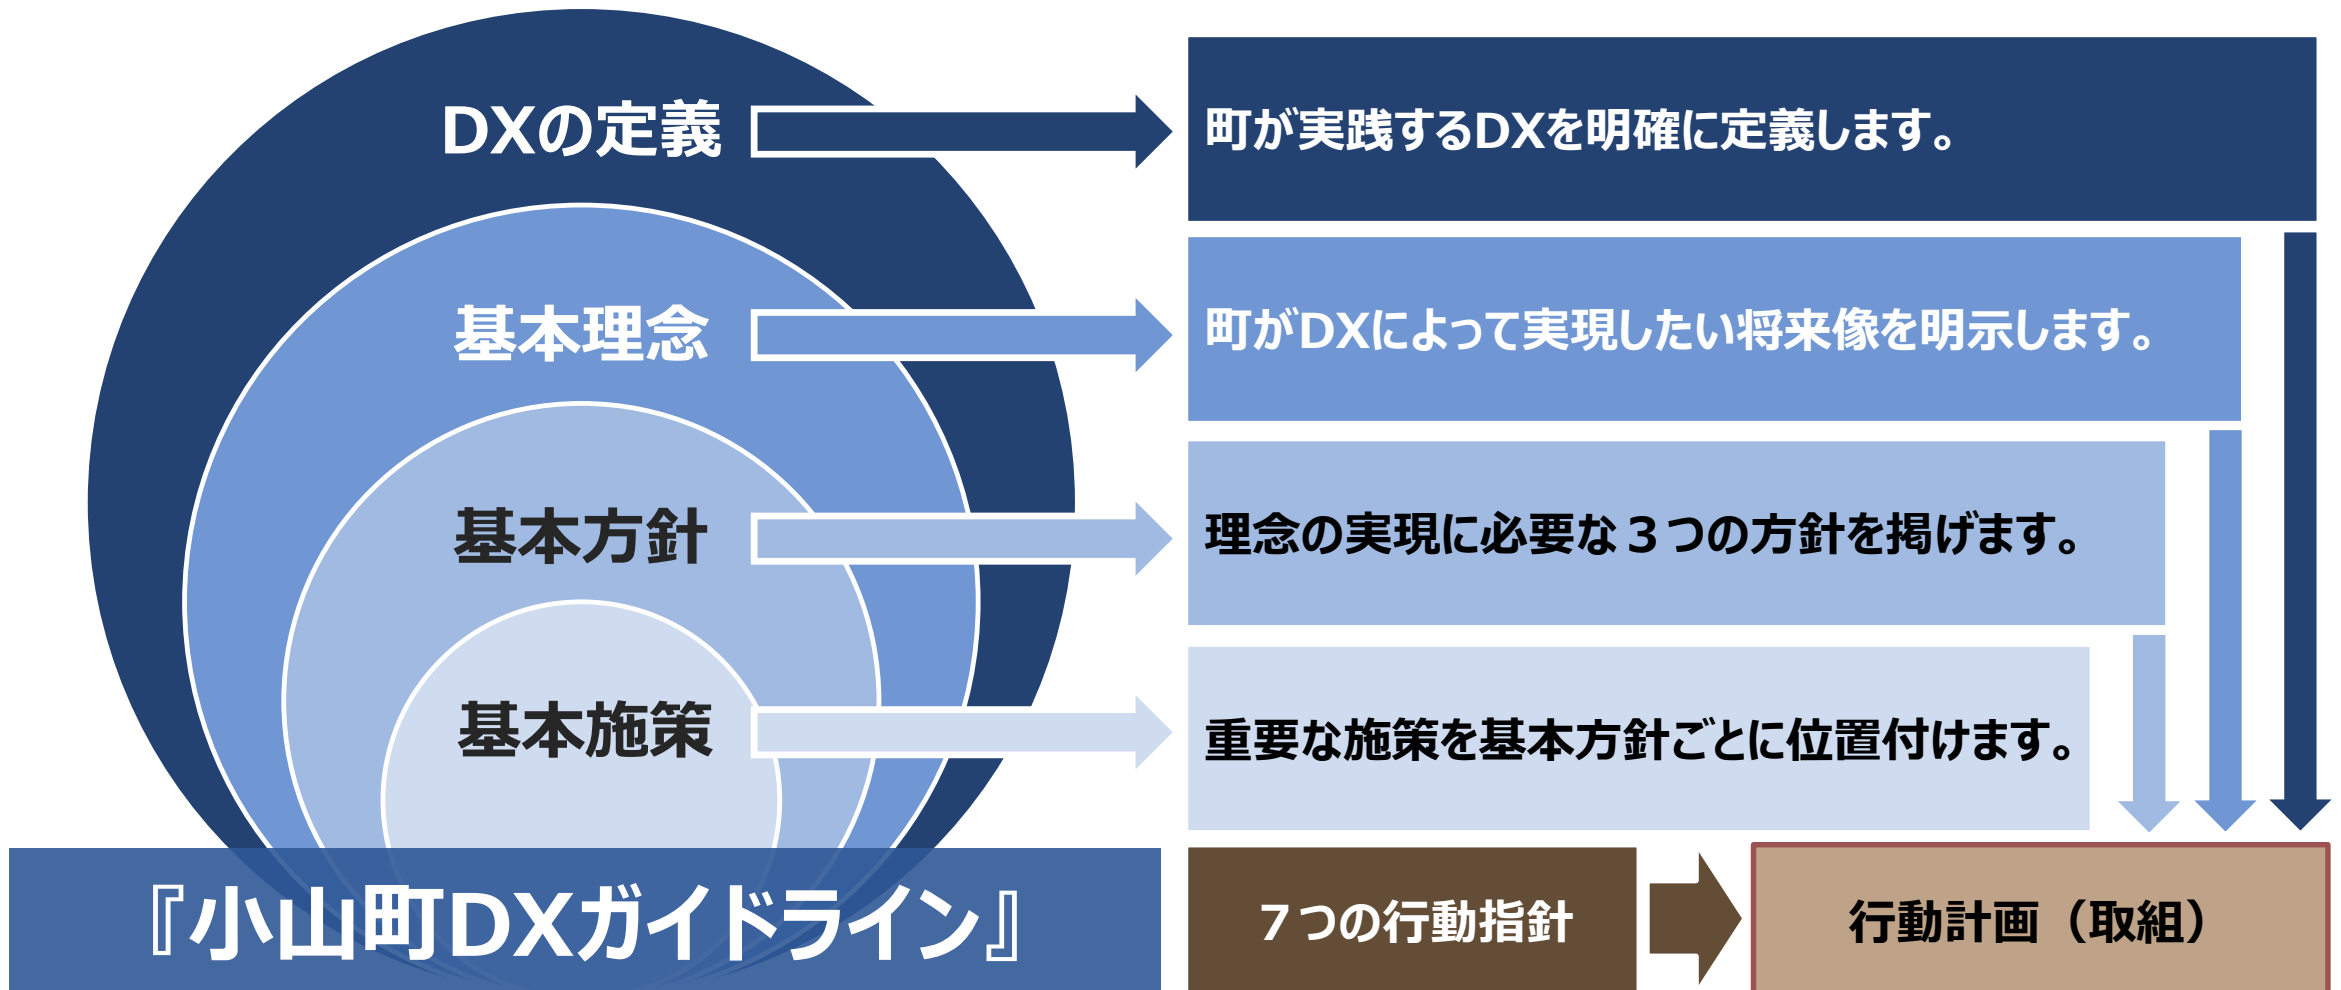 DXの定義
町が実践するDXを明確に定義します。
基本理念
町がDXによって実現したい将来像を明示します。
基本方針
理念の実現に必要な３つの方針を掲げます。
基本施策
重要な施策を基本方針ごとに位置付けます。
『小山町DXガイドライン』
７つの行動指針
行動計画（取組）